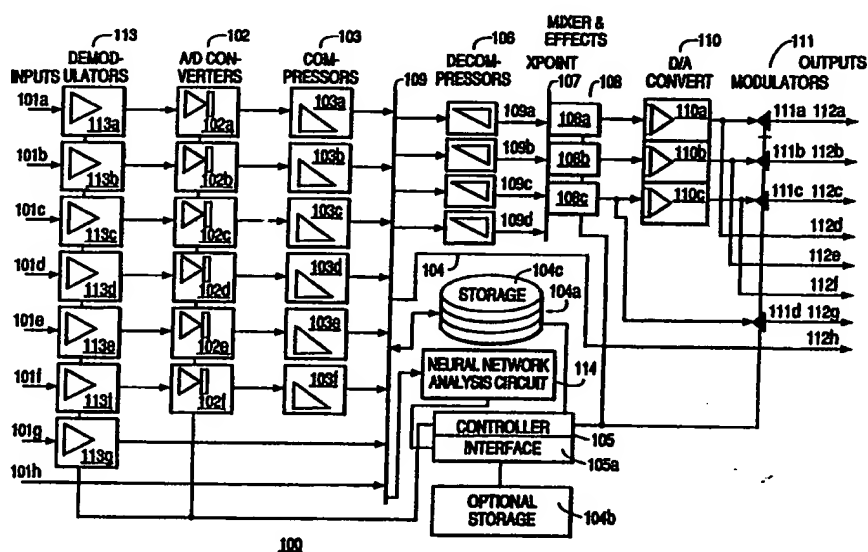 113
102
103
106
MIXER &
EFFECTS
110
111
DEMOD-
ULATORS
A/D CON-
VERTERS
COM-
PRESSORS
109
DECOM-
PRESSORS
XPOINT
107
108
D/A
CONVERT
MODULATORS
OUTPUTS
INPUTS
101a
113a
102a
103a
109a
108a
110a
111a 112a
101b
113b
102b
103b
109b
108b
110b
111b 112b
101c
113c
102c
103c
109c
108c
110c
111c 112c
109d
112d
101d
113d
102d
103d
104
104c
STORAGE
104a
112e
112f
111d 112g
101e
113e
102e
103e
112h
NEURAL NETWORK
ANALYSIS CIRCUIT
114
101f
113f
102f
103f
CONTROLLER
105
INTERFACE
105a
101g
113g
101h
OPTIONAL
STORAGE
104b
100